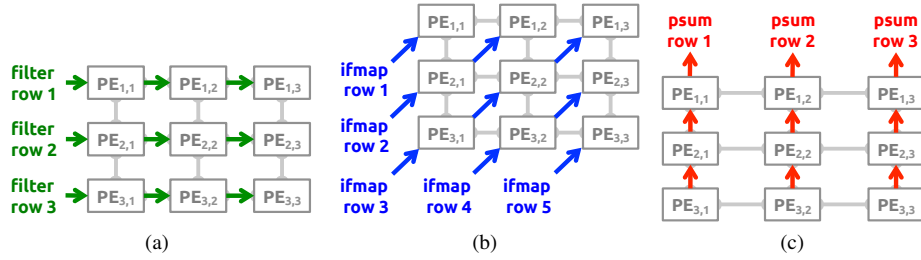 filter
row 1
PE1,1
PE1,2
PE1,3
filter
row 2
PE2,1
PE2,2
PE2,3
filter
row 3
PE3,1
PE3,2
PE3,3
(a)
PE1,1
PE1,2
PE1,3
ifmap
row 1
PE2,1
PE2,2
PE2,3
ifmap
row 2
PE3,1
PE3,2
PE3,3
ifmap
row 3
ifmap
row 4
ifmap
row 5
(b)
psum
row 1
psum
row 2
psum
row 3
PE1,1
PE1,2
PE1,3
PE2,1
PE2,2
PE2,3
PE3,1
PE3,2
PE3,3
(c)